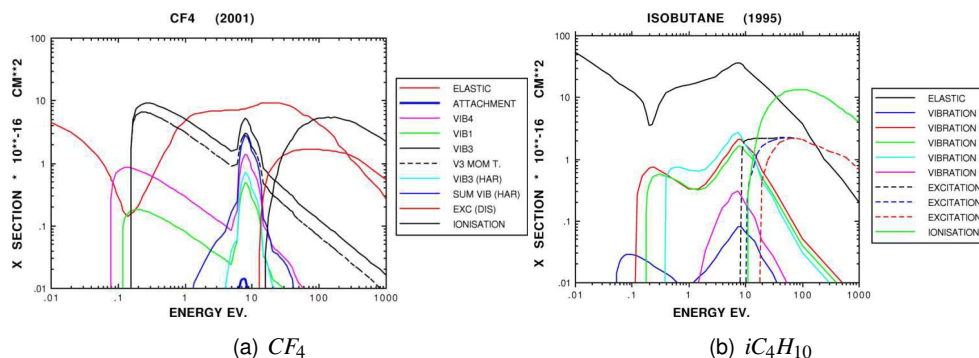 CF4 (2001)
X SECTION * 10**-16 CM**2
100
10
1
.1
.01
.01
.1
1
10
100
1000
ENERGY EV.
ELASTIC
ATTACHMENT
VIB4
VIB1
VIB3
V3 MOM T.
VIB3 (HAR)
SUM VIB (HAR)
EXC (DIS)
IONISATION
(a) CF4
ISOBUTANE (1995)
X SECTION * 10**-16 CM**2
100
10
1
.1
.01
.01
.1
1
10
100
1000
ENERGY EV.
ELASTIC
VIBRATION
VIBRATION
VIBRATION
VIBRATION
VIBRATION
EXCITATION
EXCITATION
EXCITATION
IONISATION
(b) iC4H10